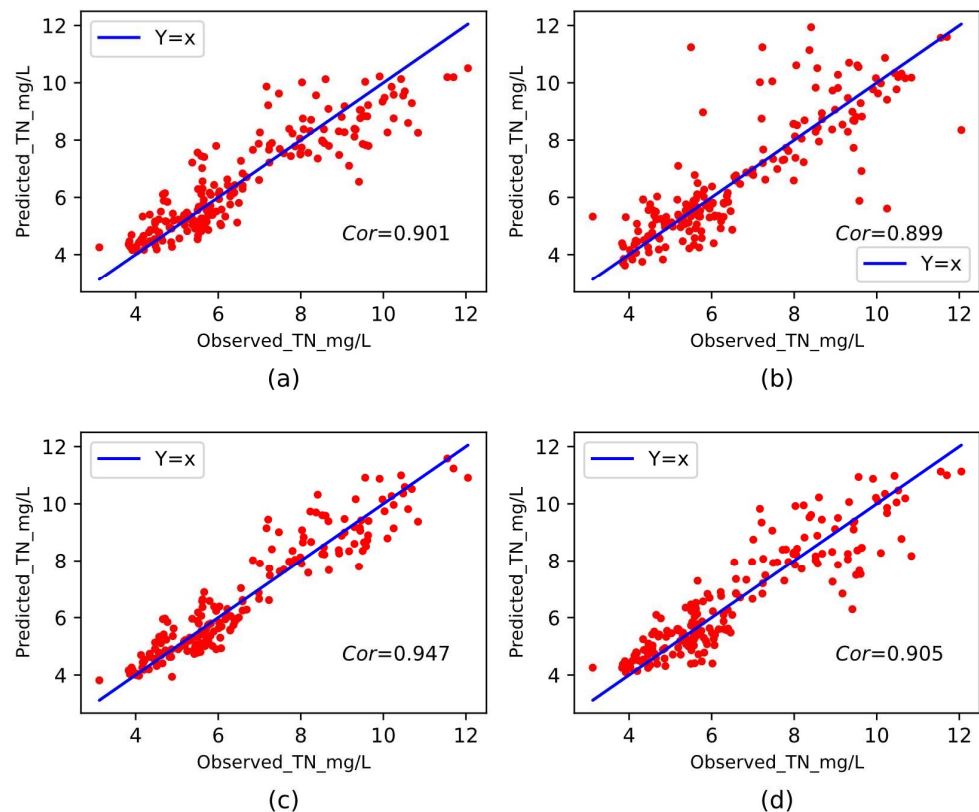 12
10
8
6
4
Predicted_TN_mg/L
Y=x
Cor=0.901
4 6 8 10 12
Observed_TN_mg/L
(a)
12
10
8
6
4
Predicted_TN_mg/L
Cor=0.899
Y=x
4 6 8 10 12
Observed_TN_mg/L
(b)
12
10
8
6
4
Predicted_TN_mg/L
Y=x
Cor=0.947
4 6 8 10 12
Observed_TN_mg/L
(c)
12
10
8
6
4
Predicted_TN_mg/L
Y=x
Cor=0.905
4 6 8 10 12
Observed_TN_mg/L
(d)